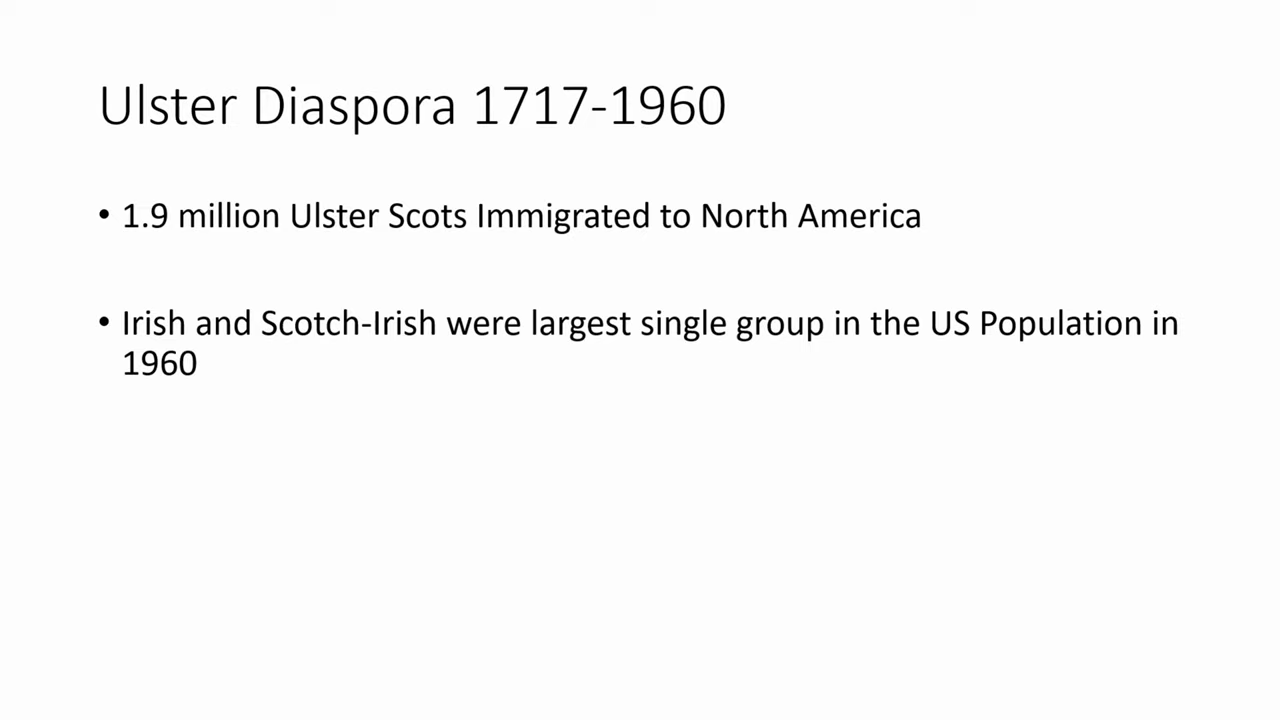 Ulster Diaspora 1717-1960
• 1.9 million Ulster Scots Immigrated to North America
• Irish and Scotch-Irish were largest single group in the US Population in
1960